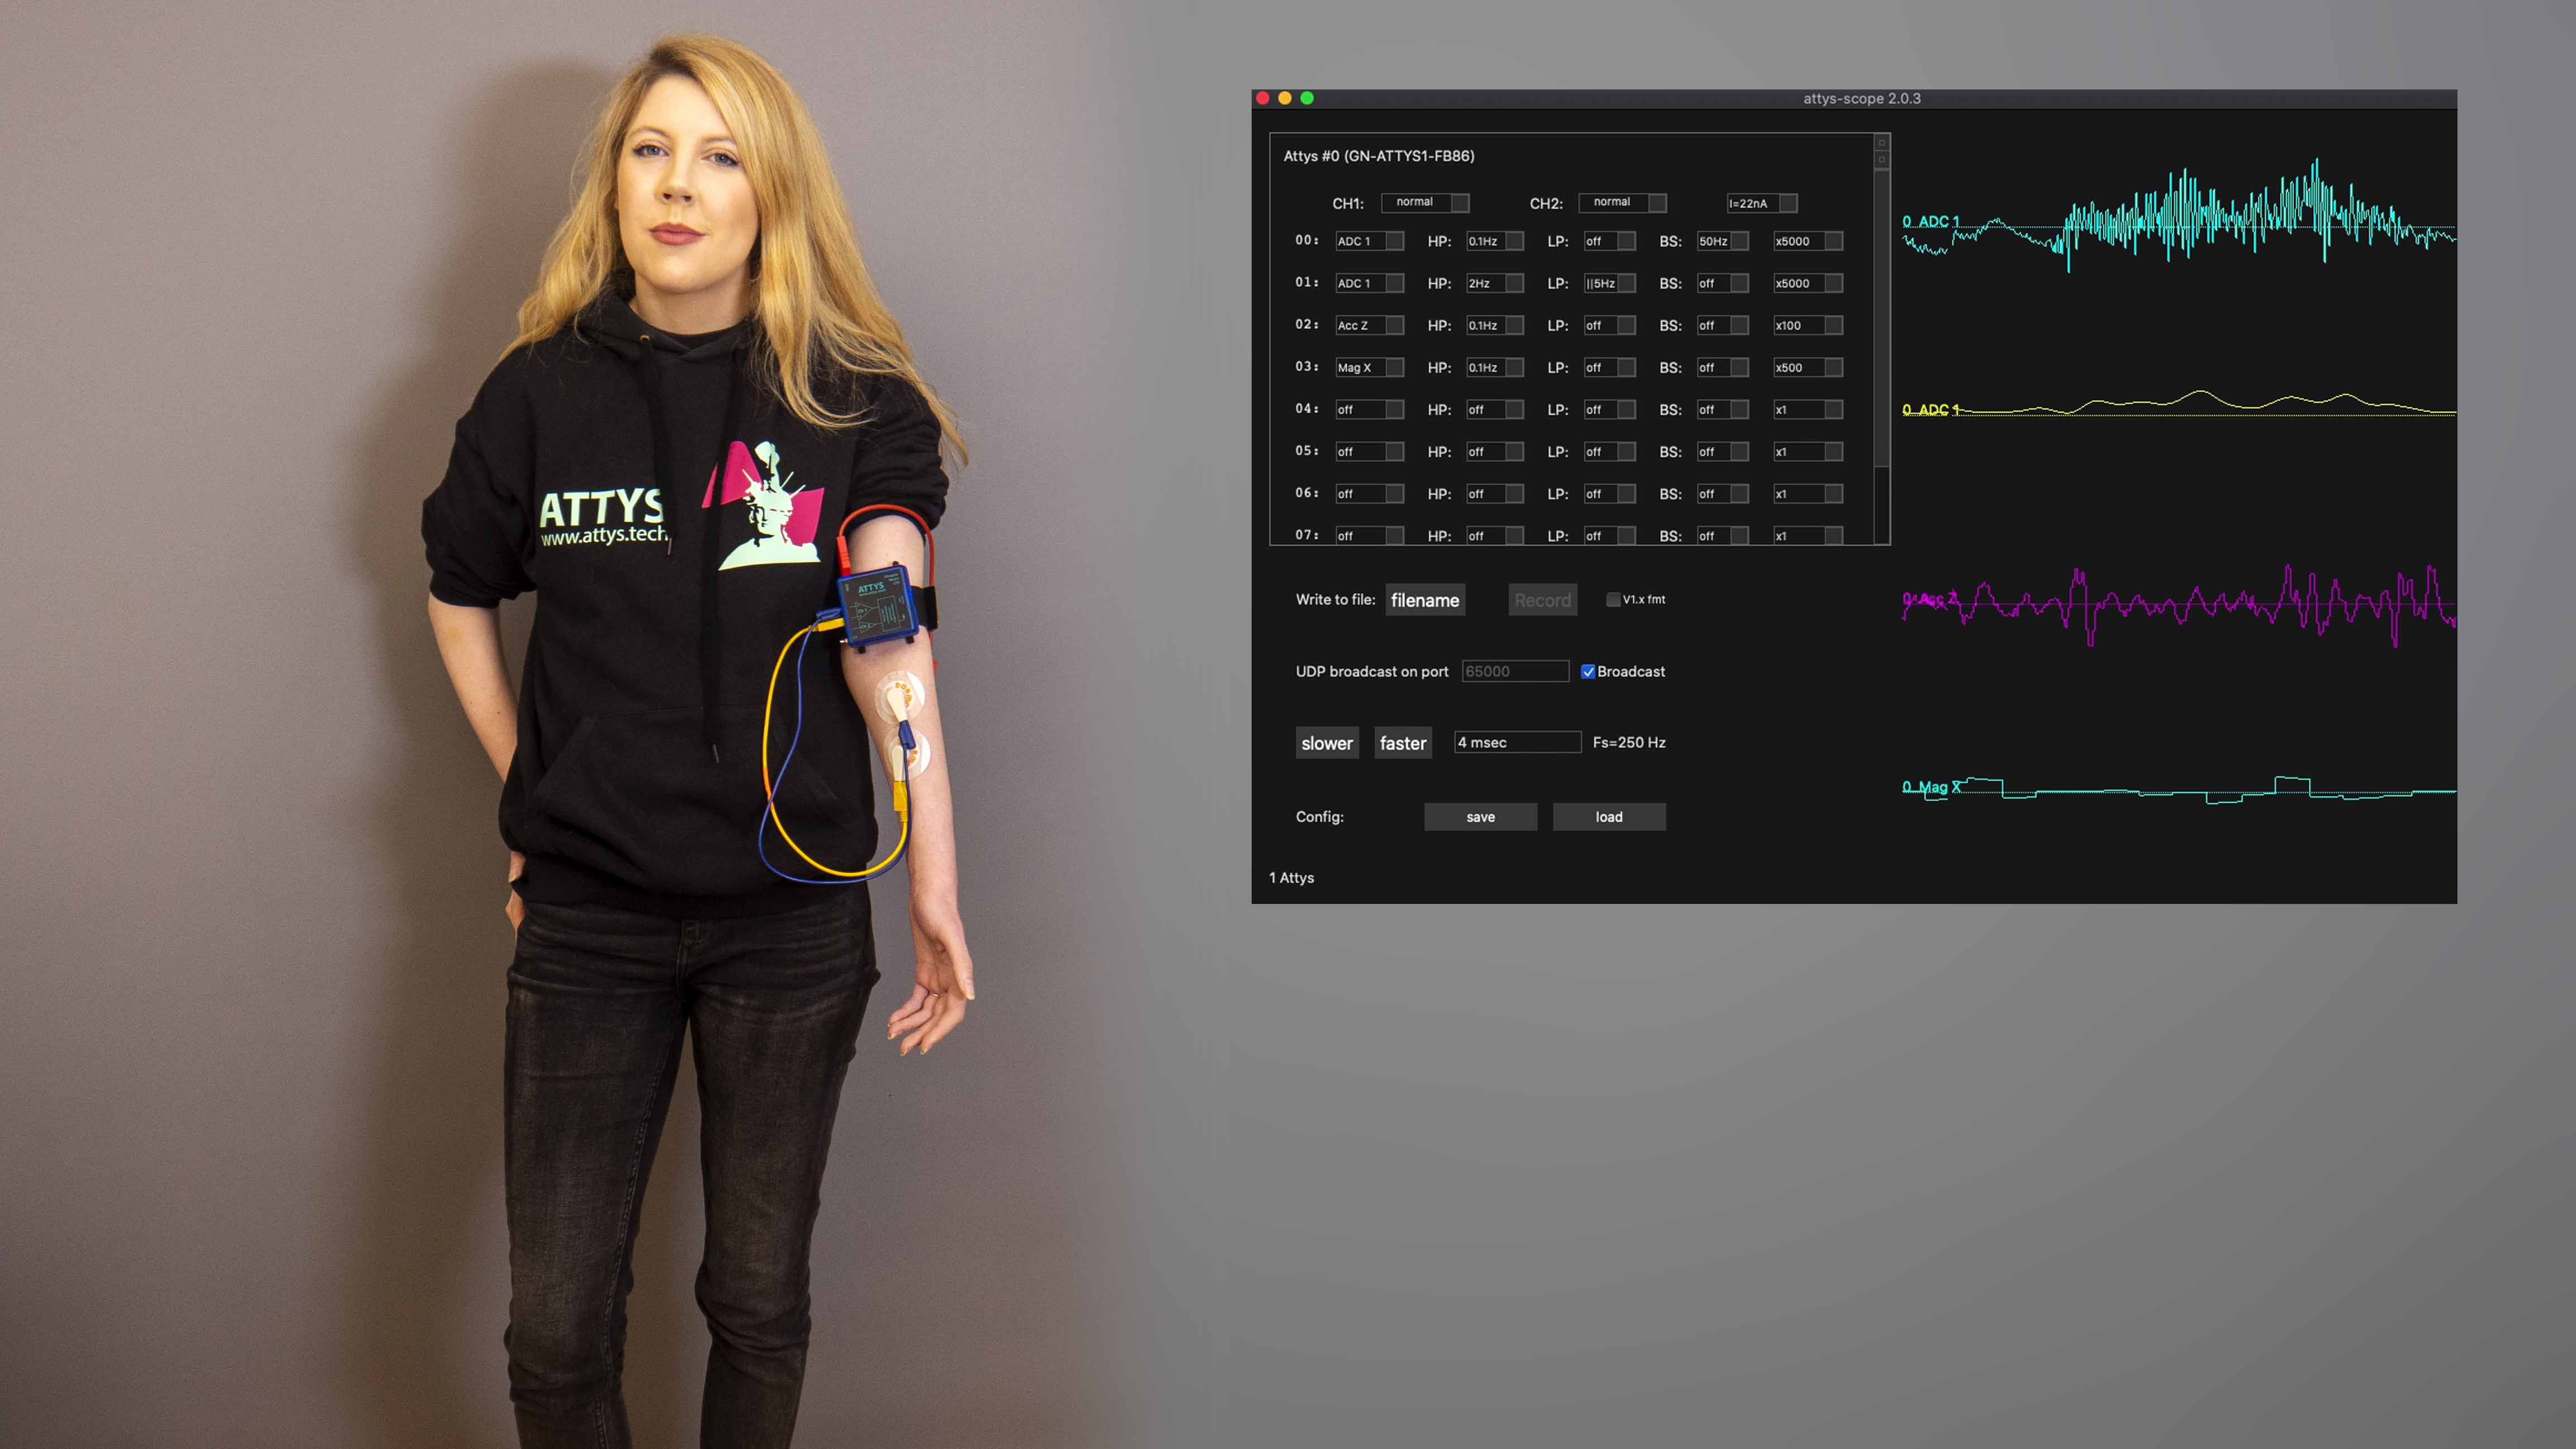 ATTYS
www.attys.tech
ATTYS
attys-scope 2.0.3
Attys #0 (GN-ATTYS1-FB86)
CH1: normal CH2: normal I=22nA
00: ADC 1 HP: 0.1Hz LP: off BS: 50Hz x5000
01: ADC 1 HP: 2Hz LP: ||5Hz BS: off x5000
02: Acc Z HP: 0.1Hz LP: off BS: off x100
03: Mag X HP: 0.1Hz LP: off BS: off x500
04: off HP: off LP: off BS: off x1
05: off HP: off LP: off BS: off x1
06: off HP: off LP: off BS: off x1
07: off HP: off LP: off BS: off x1
Write to file: filename Record V1.x fmt
UDP broadcast on port 65000 Broadcast
slower faster 4 msec Fs=250 Hz
Config: save load
1 Attys
0 ADC 1
0 ADC 1
0 Acc Z
0 Mag X